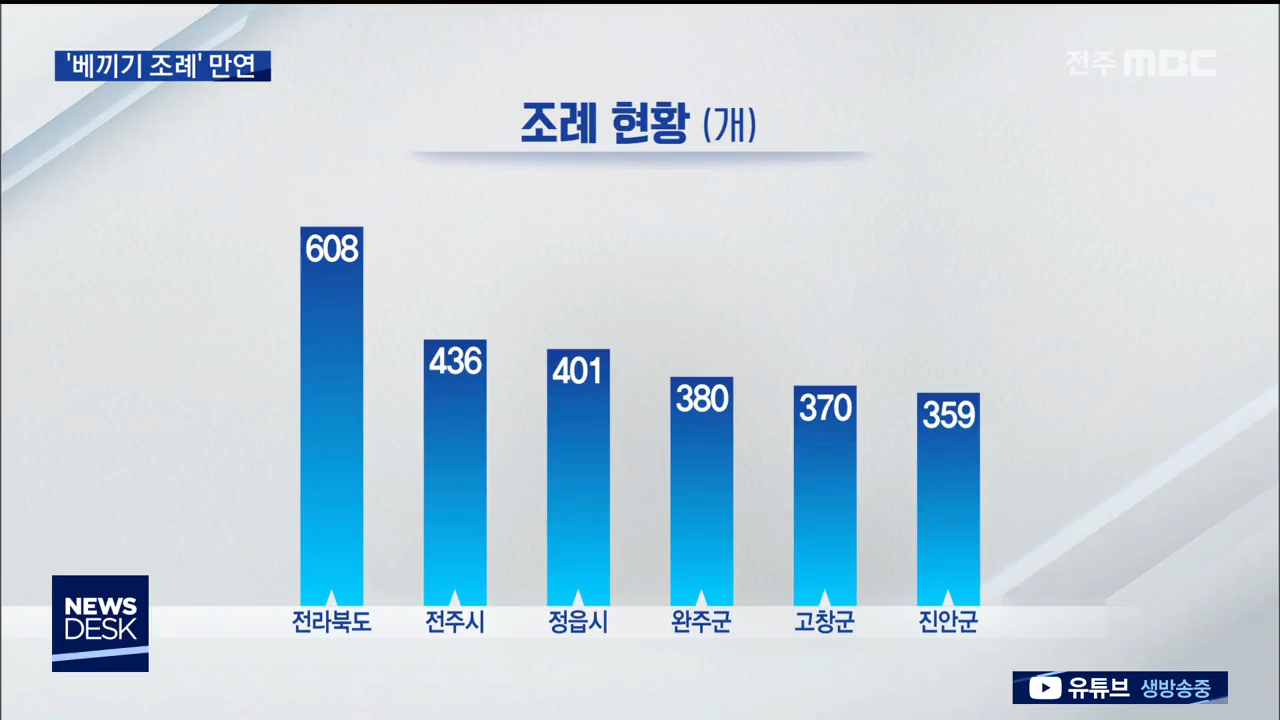 '베끼기 조례' 만연
전주 MBC
조례 현황 (개)
608
436
401
380
370
359
전라북도
전주시
정읍시
완주군
고창군
진안군
NEWS
DESK
유튜브 생방송중